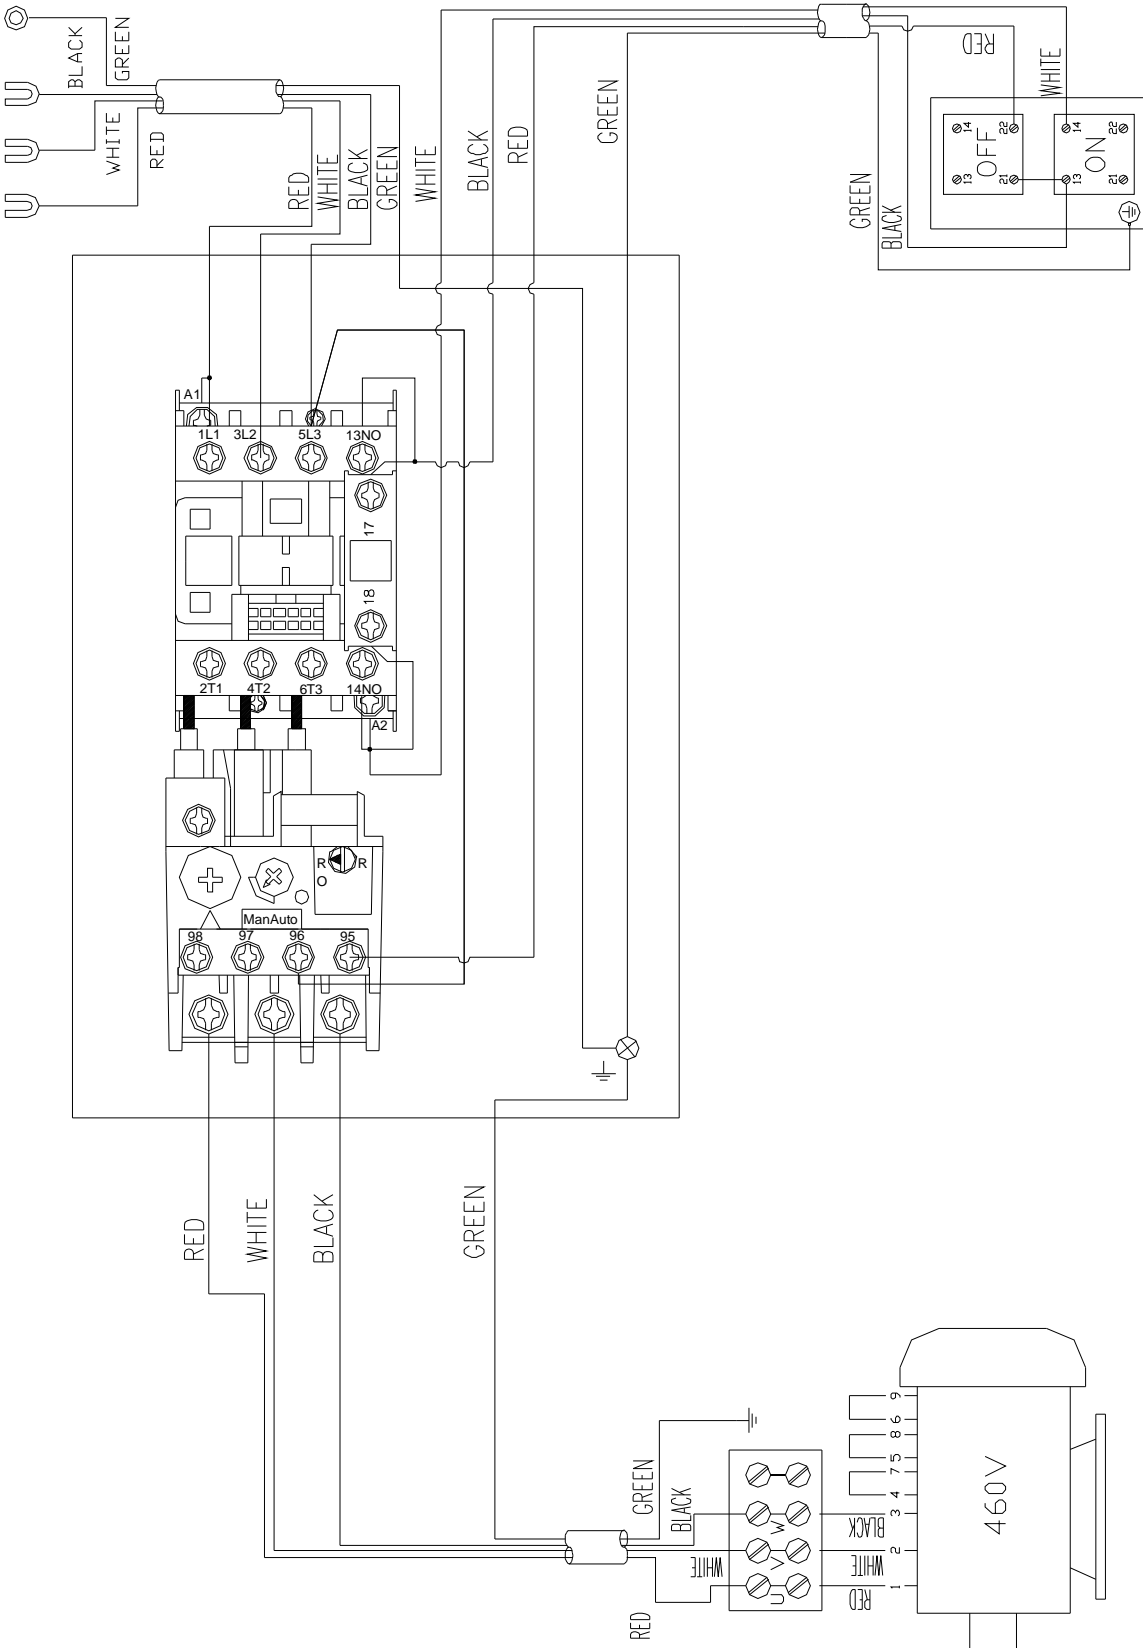 BLACK
GREEN
WHITE
RED
RED
WHITE
BLACK
GREEN
WHITE
BLACK
RED
GREEN
RED
WHITE
GREEN
BLACK
14
22
OFF
13
21
14
22
ON
13
21
A1
1L1
3L2
5L3
13NO
17
18
2T1
4T2
6T3
14NO
A2
R
R
O
ManAuto
98
97
96
95
RED
WHITE
BLACK
GREEN
GREEN
BLACK
WHITE
RED
W
V
U
BLACK
WHITE
RED
9
6
8
5
7
4
3
2
1
460V